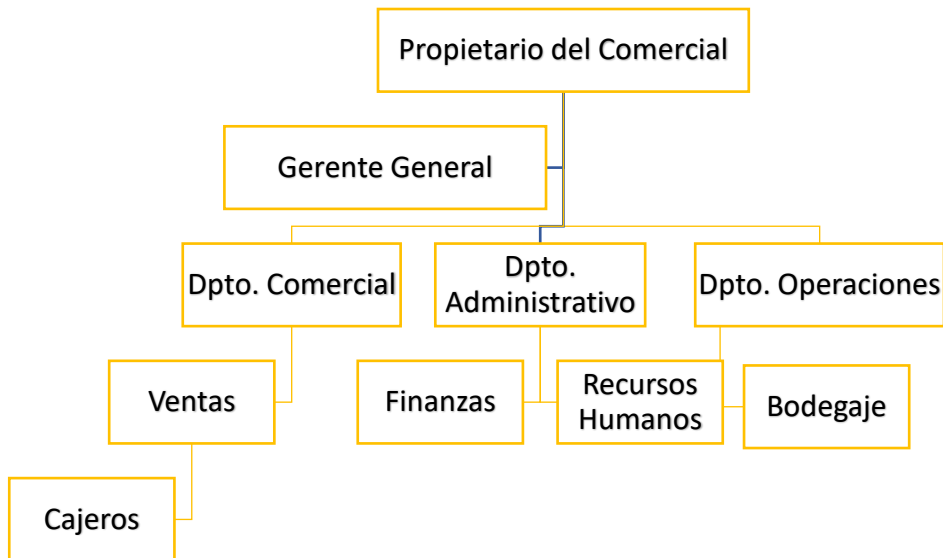 Propietario del Comercial
Gerente General
Dpto. Comercial
Dpto.
Administrativo
Dpto. Operaciones
Ventas
Finanzas
Recursos
Humanos
Bodegaje
Cajeros